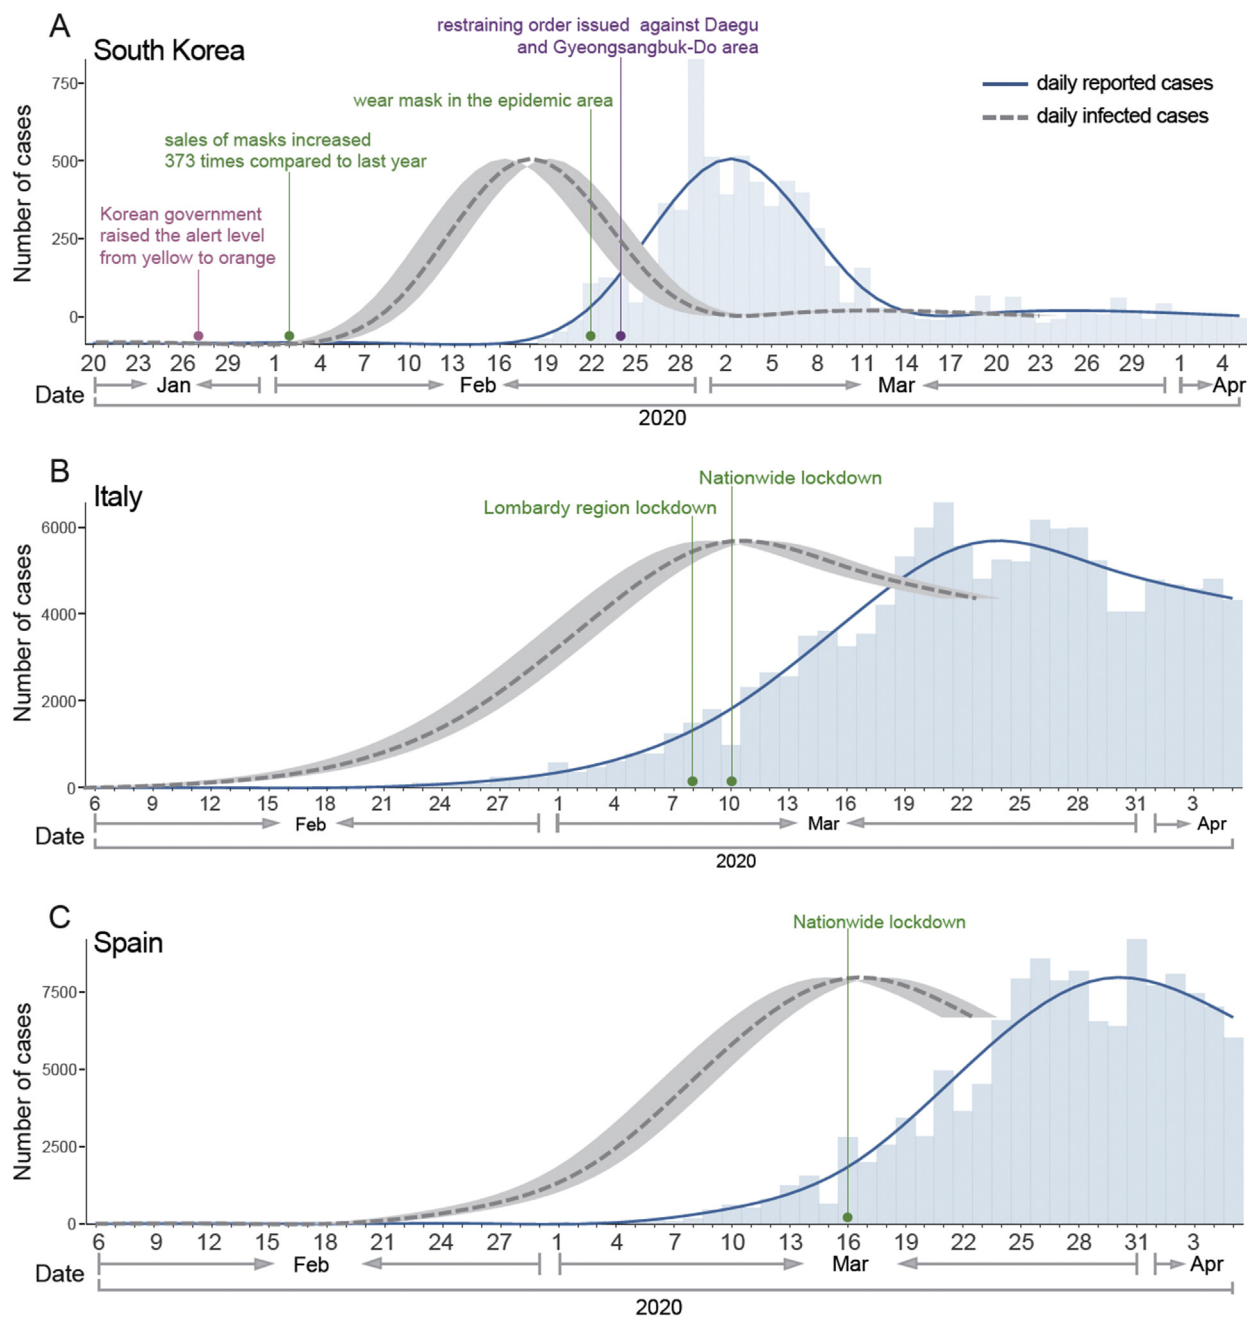 A
South Korea
restraining order issued against Daegu
and Gyeongsangbuk-Do area
wear mask in the epidemic area
sales of masks increased
373 times compared to last year
Korean government
raised the alert level
from yellow to orange
daily reported cases
daily infected cases
Number of cases
750
500
250
0
20 23 26 29 1 4 7 10 13 19 22 25 28 2 5 8 11 14 17 20 23 26 29 1 4
Date
Jan Feb Mar Apr
2020
B
Italy
Nationwide lockdown
Lombardy region lockdown
Number of cases
6000
4000
2000
0
6 9 12 15 18 21 24 27 1 4 7 10 13 16 19 22 25 28 31 3
Feb Mar Apr
Date
2020
C
Spain
Nationwide lockdown
Number of cases
7500
5000
2500
0
6 9 12 15 18 21 24 27 1 4 7 10 13 16 19 22 25 28 31 3
Feb Mar Apr
Date
2020